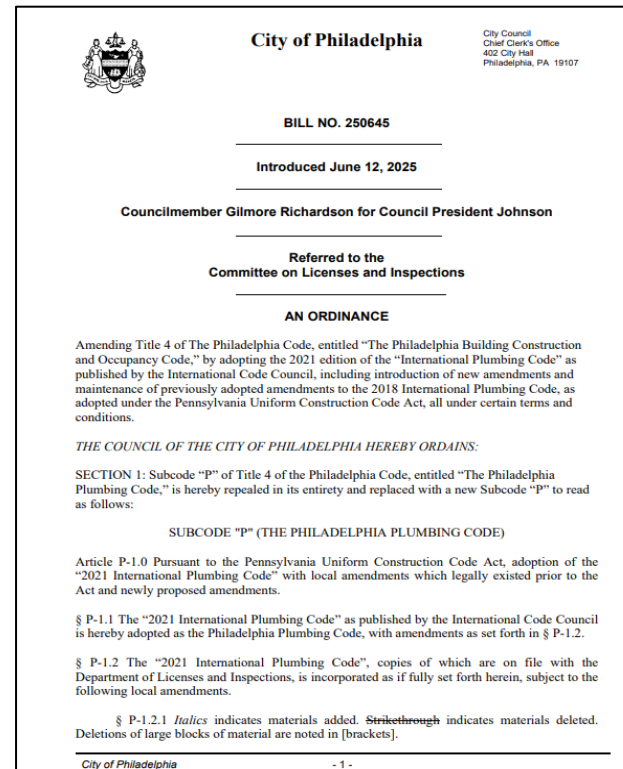 City of Philadelphia
City Council
Chief Clerk's Office
402 City Hall
Philadelphia, PA 19107
BILL NO. 250645
Introduced June 12, 2025
Councilmember Gilmore Richardson for Council President Johnson
Referred to the
Committee on Licenses and Inspections
AN ORDINANCE
Amending Title 4 of The Philadelphia Code, entitled “The Philadelphia Building Construction
and Occupancy Code,” by adopting the 2021 edition of the “International Plumbing Code” as
published by the International Code Council, including introduction of new amendments and
maintenance of previously adopted amendments to the 2018 International Plumbing Code, as
adopted under the Pennsylvania Uniform Construction Code Act, all under certain terms and
conditions.
THE COUNCIL OF THE CITY OF PHILADELPHIA HEREBY ORDAINS:
SECTION 1: Subcode “P” of Title 4 of the Philadelphia Code, entitled “The Philadelphia
Plumbing Code,” is hereby repealed in its entirety and replaced with a new Subcode “P” to read
as follows:
SUBCODE "P" (THE PHILADELPHIA PLUMBING CODE)
Article P-1.0 Pursuant to the Pennsylvania Uniform Construction Code Act, adoption of the
“2021 International Plumbing Code” with local amendments which legally existed prior to the
Act and newly proposed amendments.
§ P-1.1 The “2021 International Plumbing Code” as published by the International Code Council
is hereby adopted as the Philadelphia Plumbing Code, with amendments as set forth in § P-1.2.
§ P-1.2 The “2021 International Plumbing Code”, copies of which are on file with the
Department of Licenses and Inspections, is incorporated as if fully set forth herein, subject to the
following local amendments.
§ P-1.2.1 Italics indicates materials added. Strikethrough indicates materials deleted.
Deletions of large blocks of material are noted in [brackets].
City of Philadelphia
- 1 -